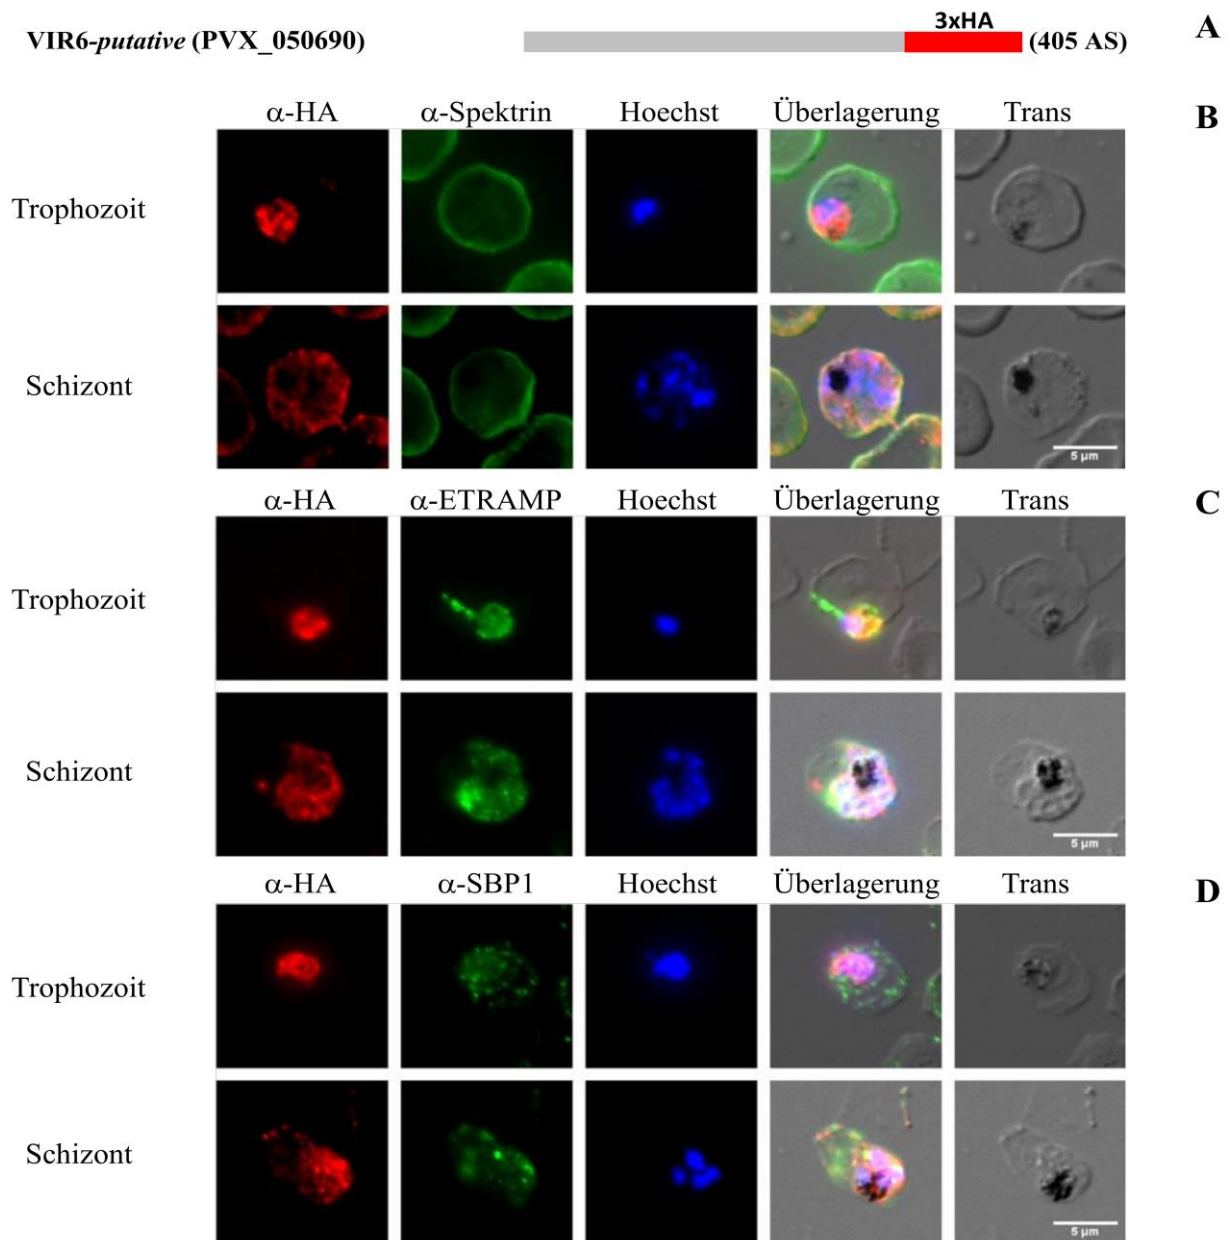 3xHA
VIR6-putative (PVX_050690) (405 AS) A
α-HA α-Spektrin Hoechst Überlagerung Trans B
Trophozoit
Schizont
5 µm
α-HA α-ETRAMP Hoechst Überlagerung Trans C
Trophozoit
Schizont
5 µm
α-HA α-SBP1 Hoechst Überlagerung Trans D
Trophozoit
Schizont
5 µm